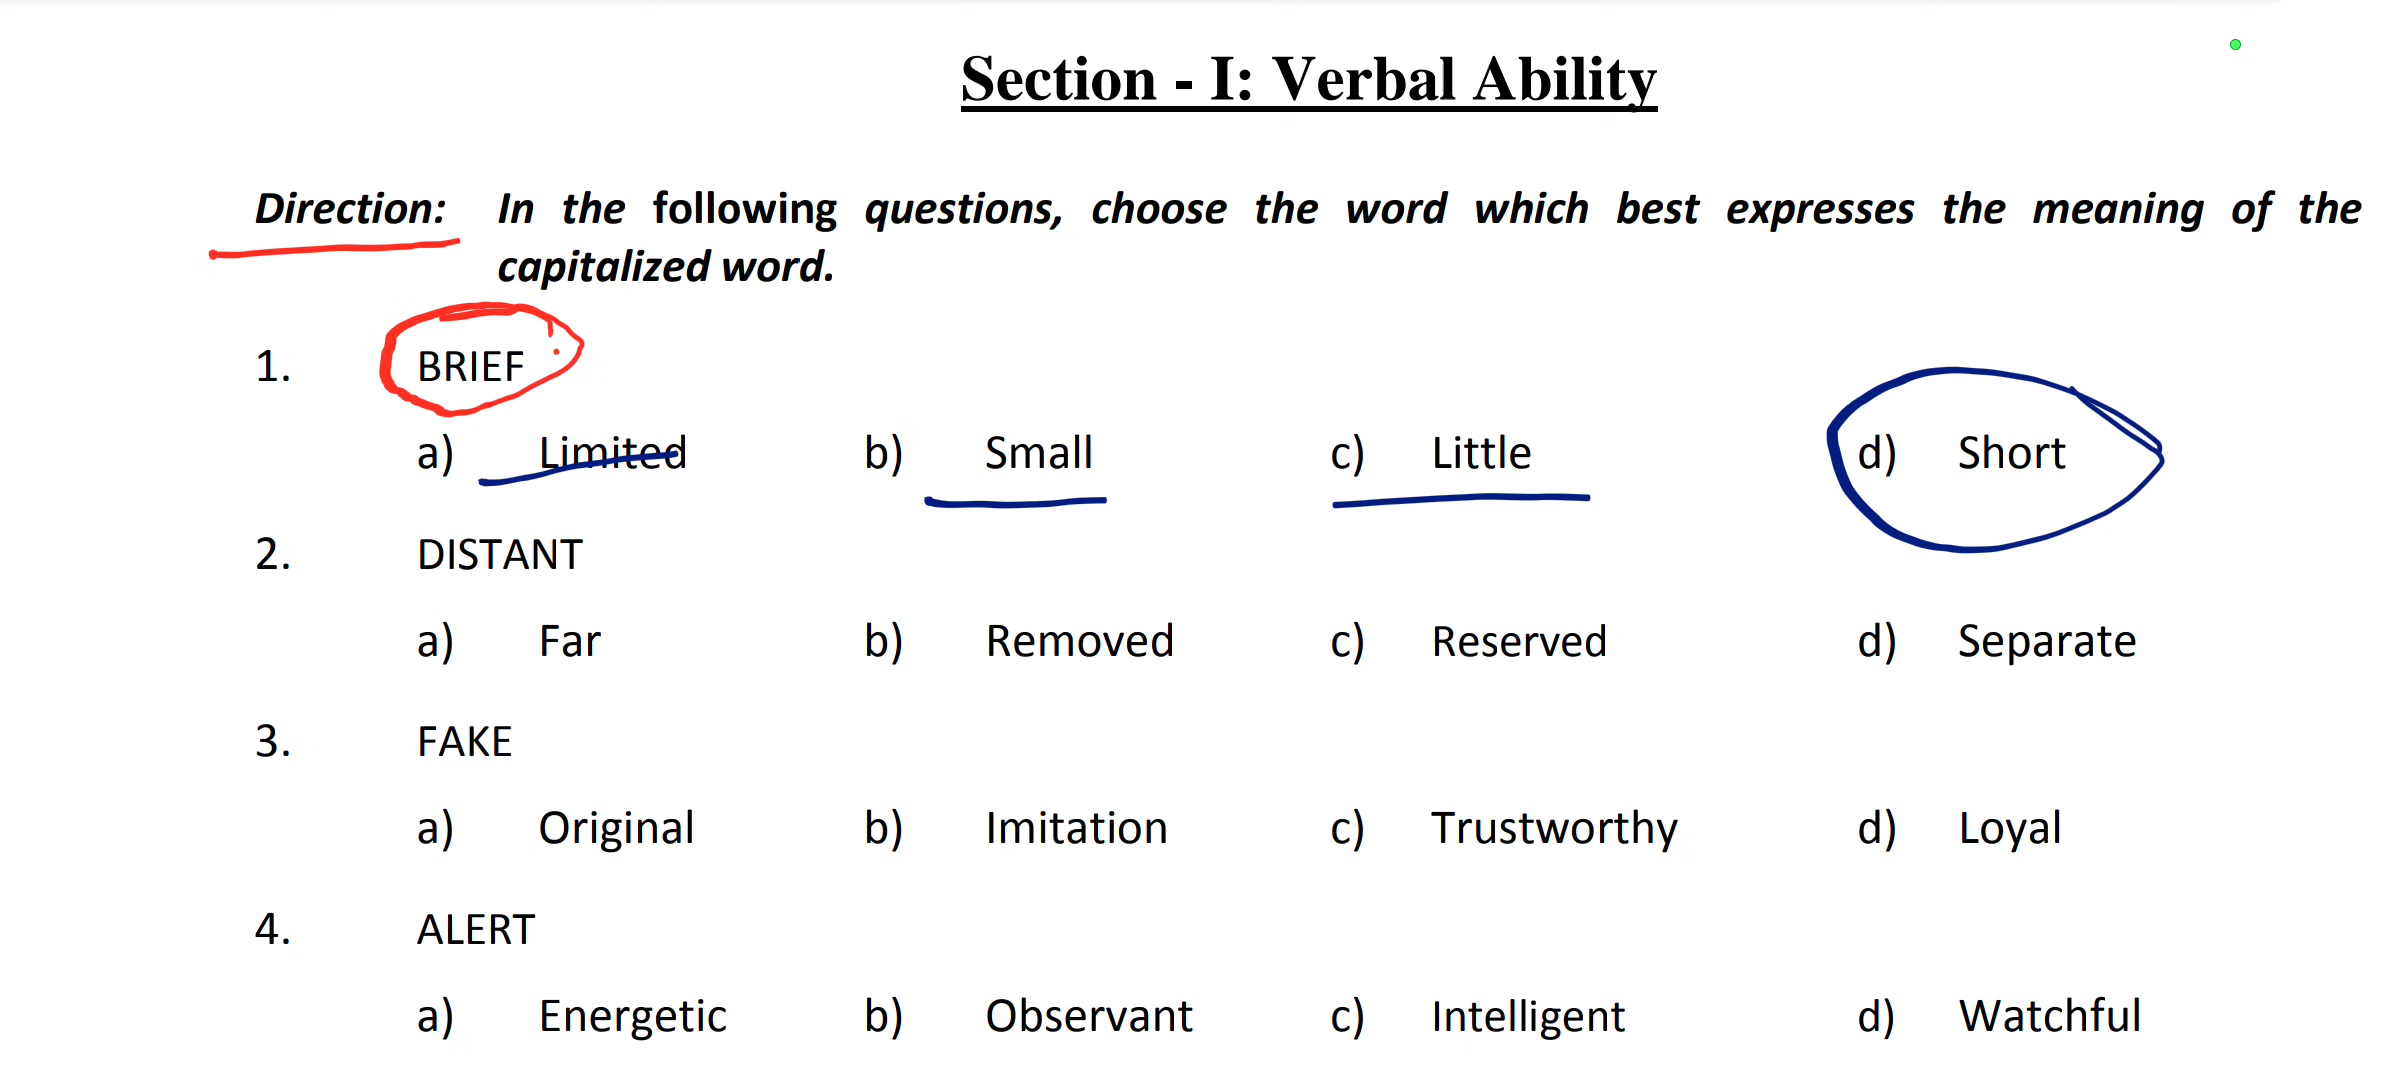 Section - I: Verbal Ability
Direction: In the following questions, choose the word which best expresses the meaning of the
capitalized word.
1. BRIEF
a) Limited b) Small c) Little d) Short
2. DISTANT
a) Far b) Removed c) Reserved d) Separate
3. FAKE
a) Original b) Imitation c) Trustworthy d) Loyal
4. ALERT
a) Energetic b) Observant c) Intelligent d) Watchful